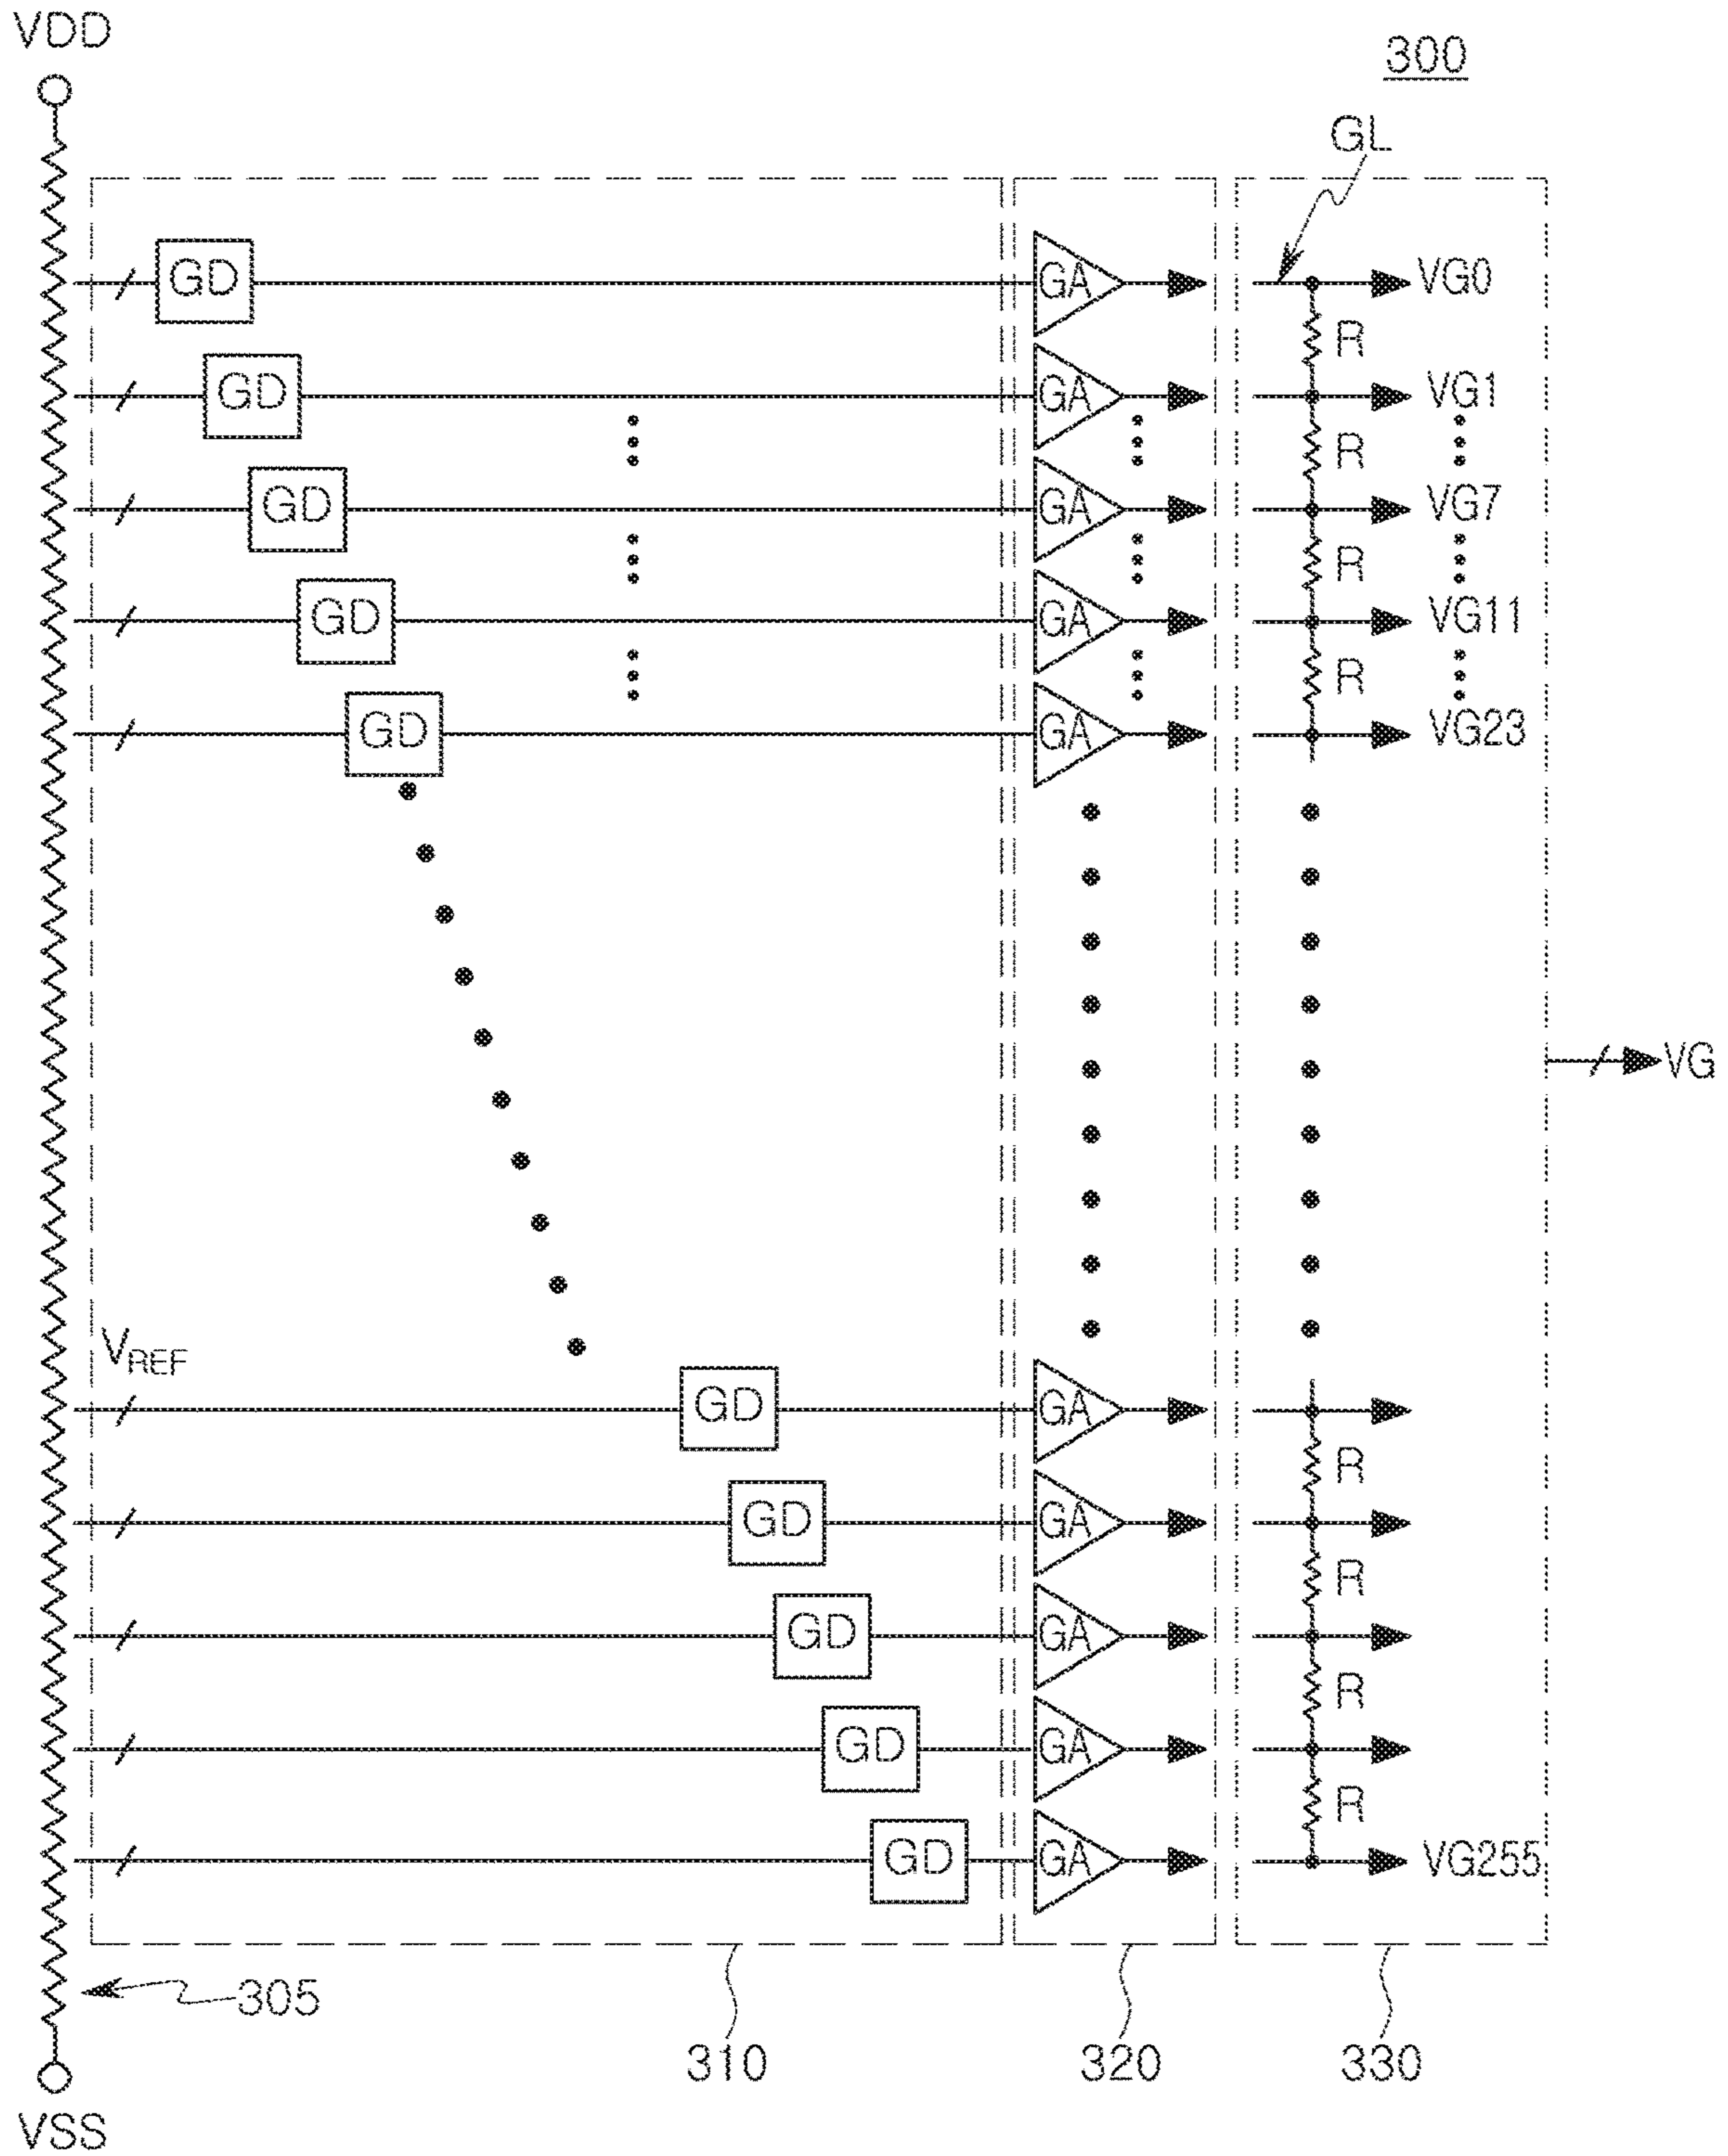 VDD
300
GL
GD GA VG0
R
GD GA VG1
R
GD GA VG7
R
GD GA VG11
R
GD GA VG23
VG
VREF
GD GA
R
GD GA
R
GD GA
R
GD GA
R
GD GA VG255
305
310 320 330
VSS